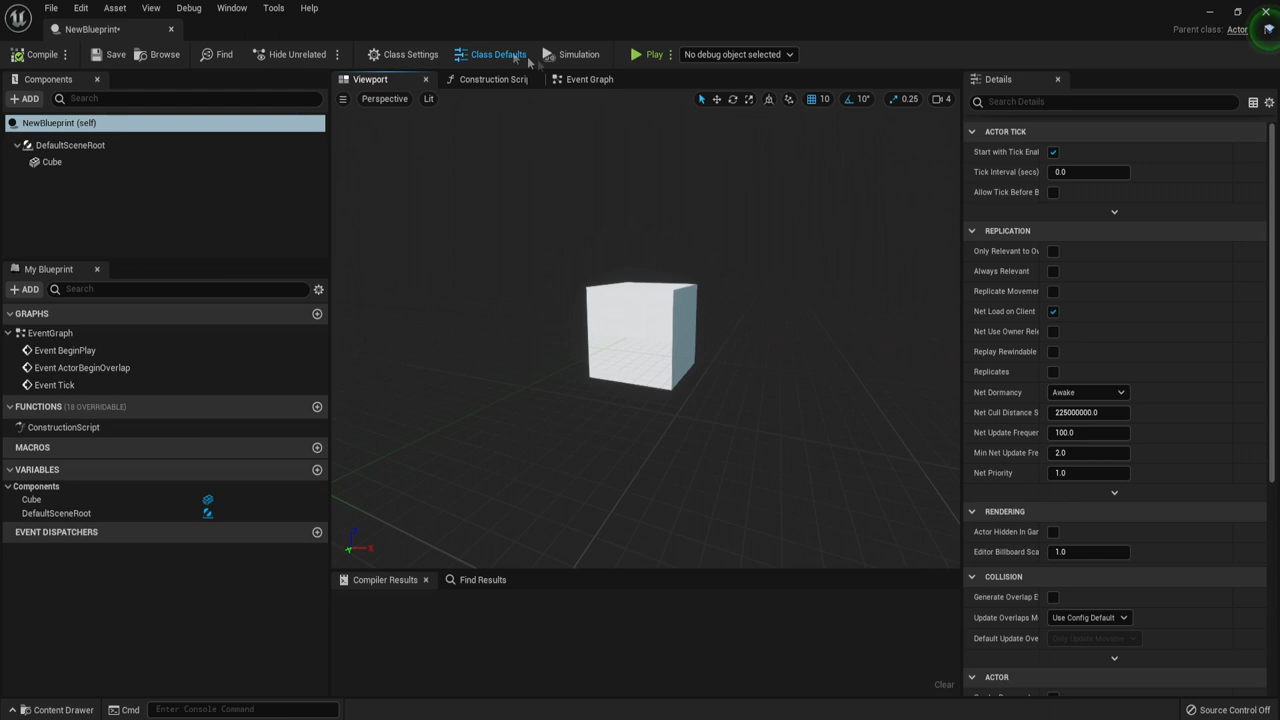 File Edit Asset View Debug Window Tools Help
NewBlueprint*
Parent class: Actor
Compile Save Browse Find Hide Unrelated Class Settings Class Defaults Simulation Play No debug object selected
Components
Viewport Construction Scrip Event Graph
Details
ADD Search
Perspective Lit 10 10° 0.25 4
Search Details
NewBlueprint (self)
DefaultSceneRoot
Cube
My Blueprint
ADD Search
GRAPHS
EventGraph
Event BeginPlay
Event ActorBeginOverlap
Event Tick
FUNCTIONS (18 OVERRIDABLE)
ConstructionScript
MACROS
VARIABLES
Components
Cube
DefaultSceneRoot
EVENT DISPATCHERS
Z
X
Y
Compiler Results Find Results
Clear
ACTOR TICK
Start with Tick Enal
Tick Interval (secs) 0.0
Allow Tick Before B
REPLICATION
Only Relevant to Ov
Always Relevant
Replicate Movemer
Net Load on Client
Net Use Owner Rele
Replay Rewindable
Replicates
Net Dormancy Awake
Net Cull Distance S 225000000.0
Net Update Frequer 100.0
Min Net Update Fre 2.0
Net Priority 1.0
RENDERING
Actor Hidden In Gar
Editor Billboard Sca 1.0
COLLISION
Generate Overlap E
Update Overlaps M Use Config Default
Default Update Ove Only Update Movable
ACTOR
Content Drawer Cmd Enter Console Command
Source Control Off